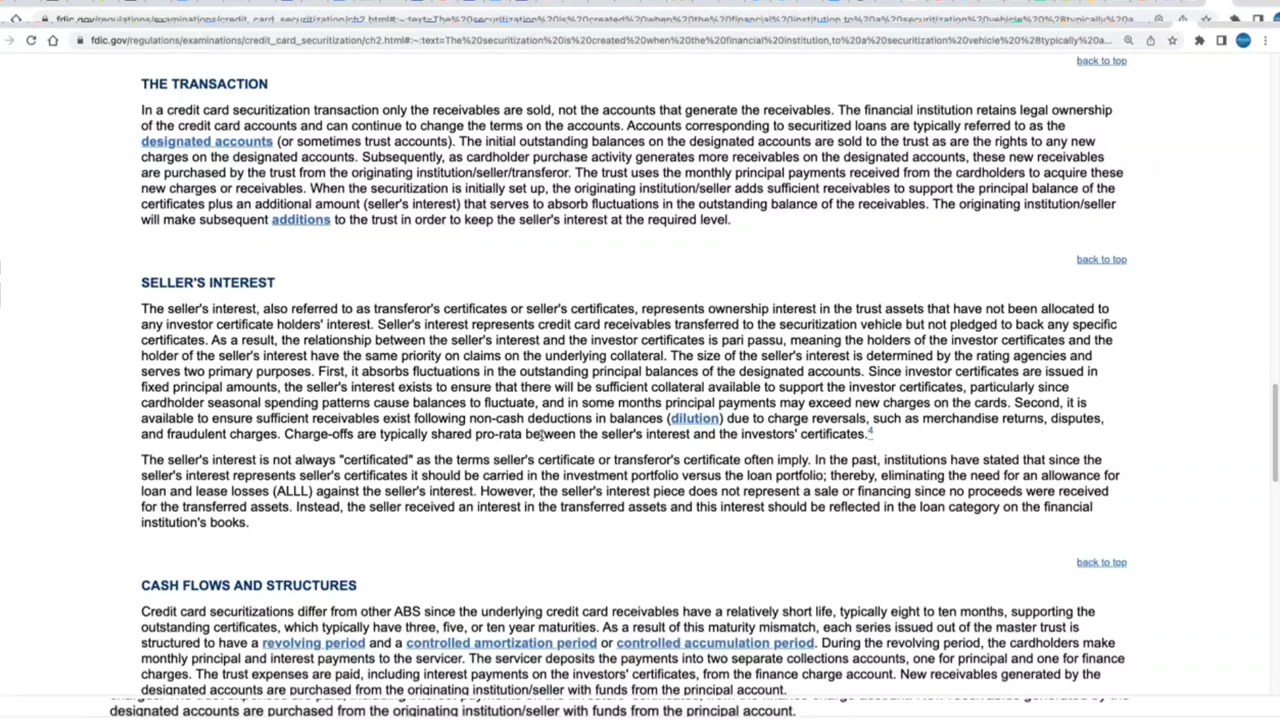 fdic.gov/regulations/examinations/credit_card_securitization/ch2.html#:~:text=The%20securitization%20is%20created%20when%20the%20financial%20institution,to%20a%20securitization%20vehicle%20%28typically%20a...
fdic.gov/regulations/examinations/credit_card_securitization/ch2.html#:~:text=The%20securitization%20is%20created%20when%20the%20financial%20institution,to%20a%20securitization%20vehicle%20%28typically%20a...
back to top
THE TRANSACTION
In a credit card securitization transaction only the receivables are sold, not the accounts that generate the receivables. The financial institution retains legal ownership
of the credit card accounts and can continue to change the terms on the accounts. Accounts corresponding to securitized loans are typically referred to as the
designated accounts (or sometimes trust accounts). The initial outstanding balances on the designated accounts are sold to the trust as are the rights to any new
charges on the designated accounts. Subsequently, as cardholder purchase activity generates more receivables on the designated accounts, these new receivables
are purchased by the trust from the originating institution/seller/transferor. The trust uses the monthly principal payments received from the cardholders to acquire these
new charges or receivables. When the securitization is initially set up, the originating institution/seller adds sufficient receivables to support the principal balance of the
certificates plus an additional amount (seller's interest) that serves to absorb fluctuations in the outstanding balance of the receivables. The originating institution/seller
will make subsequent additions to the trust in order to keep the seller's interest at the required level.
back to top
SELLER'S INTEREST
The seller's interest, also referred to as transferor's certificates or seller's certificates, represents ownership interest in the trust assets that have not been allocated to
any investor certificate holders' interest. Seller's interest represents credit card receivables transferred to the securitization vehicle but not pledged to back any specific
certificates. As a result, the relationship between the seller's interest and the investor certificates is pari passu, meaning the holders of the investor certificates and the
holder of the seller's interest have the same priority on claims on the underlying collateral. The size of the seller's interest is determined by the rating agencies and
serves two primary purposes. First, it absorbs fluctuations in the outstanding principal balances of the designated accounts. Since investor certificates are issued in
fixed principal amounts, the seller's interest exists to ensure that there will be sufficient collateral available to support the investor certificates, particularly since
cardholder seasonal spending patterns cause balances to fluctuate, and in some months principal payments may exceed new charges on the cards. Second, it is
available to ensure sufficient receivables exist following non-cash deductions in balances (dilution) due to charge reversals, such as merchandise returns, disputes,
and fraudulent charges. Charge-offs are typically shared pro-rata between the seller's interest and the investors' certificates.4
The seller's interest is not always "certificated" as the terms seller's certificate or transferor's certificate often imply. In the past, institutions have stated that since the
seller's interest represents seller's certificates it should be carried in the investment portfolio versus the loan portfolio; thereby, eliminating the need for an allowance for
loan and lease losses (ALLL) against the seller's interest. However, the seller's interest piece does not represent a sale or financing since no proceeds were received
for the transferred assets. Instead, the seller received an interest in the transferred assets and this interest should be reflected in the loan category on the financial
institution's books.
back to top
CASH FLOWS AND STRUCTURES
Credit card securitizations differ from other ABS since the underlying credit card receivables have a relatively short life, typically eight to ten months, supporting the
outstanding certificates, which typically have three, five, or ten year maturities. As a result of this maturity mismatch, each series issued out of the master trust is
structured to have a revolving period and a controlled amortization period or controlled accumulation period. During the revolving period, the cardholders make
monthly principal and interest payments to the servicer. The servicer deposits the payments into two separate collections accounts, one for principal and one for finance
charges. The trust expenses are paid, including interest payments on the investors' certificates, from the finance charge account. New receivables generated by the
designated accounts are purchased from the originating institution/seller with funds from the principal account.
designated accounts are purchased from the originating institution/seller with funds from the principal account.